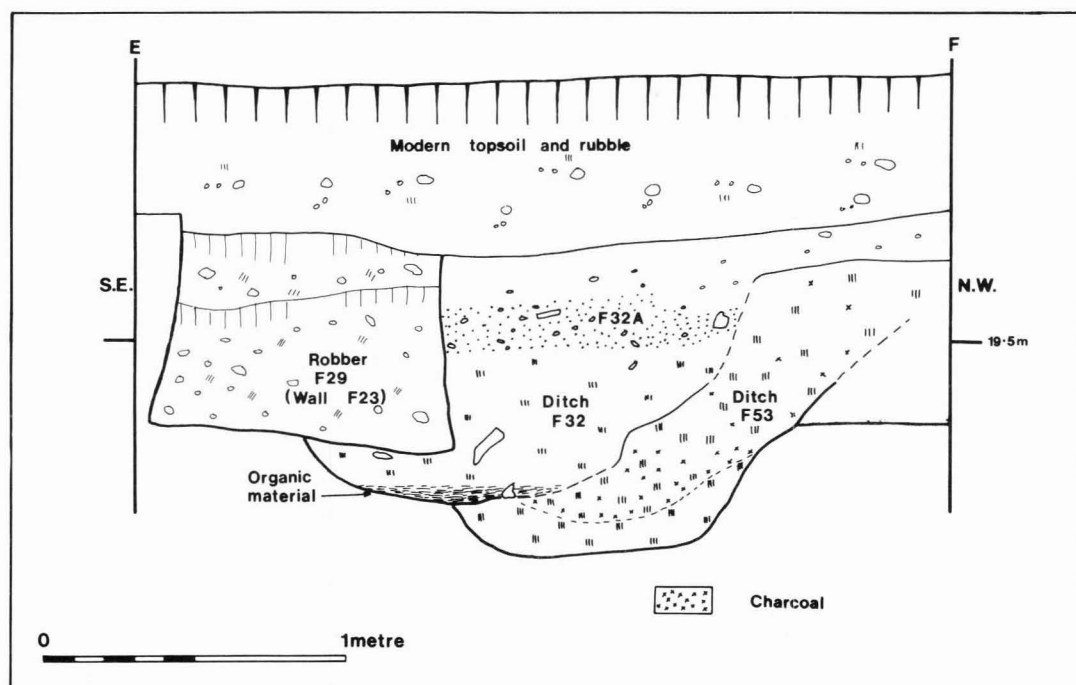 E
F
Modern topsoil and rubble
S.E.
N.W.
F32A
19·5m
Robber
F29
(Wall F23)
Ditch
F32
Ditch
F53
Organic
material
Charcoal
0
1metre